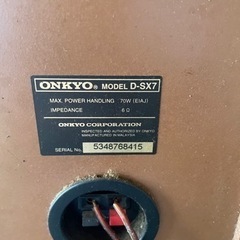 ONKYO® MODEL D-SX7
MAX. POWER HANDLING 70W (EIAJ)
IMPEDANCE 6 Ω
ONKYO CORPORATION
INSPECTED AND AUTHORIZED BY ONKYO
MADE IN MALAYSIA
SERIAL No. 5348768415